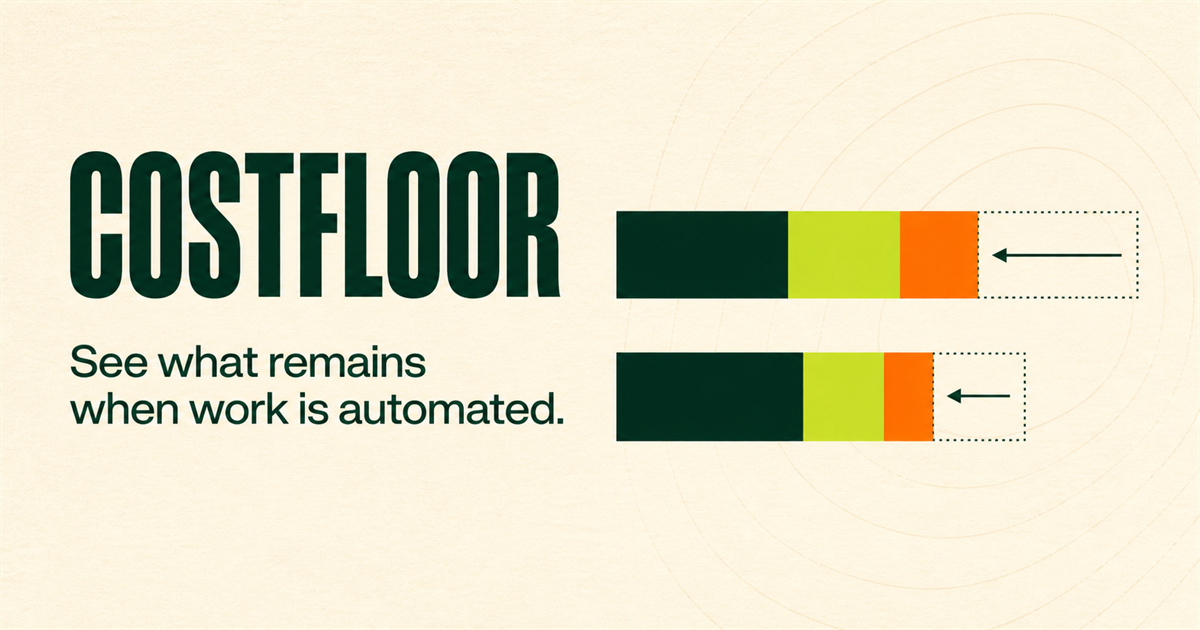 COSTFLOOR
See what remains
when work is automated.